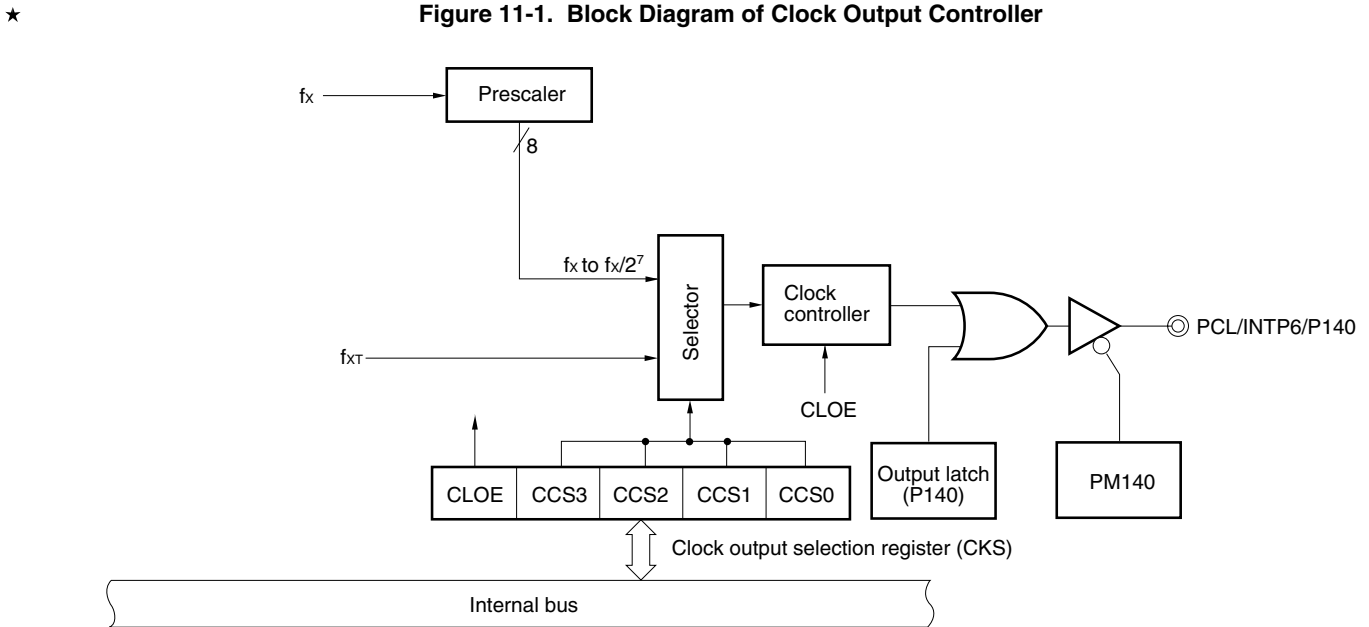 ★ Figure 11-1. Block Diagram of Clock Output Controller
fX
Prescaler
8
fX to fX/2⁷
fXT
Selector
Clock
controller
CLOE
PCL/INTP6/P140
CLOE CCS3 CCS2 CCS1 CCS0
Output latch
(P140)
PM140
Clock output selection register (CKS)
Internal bus